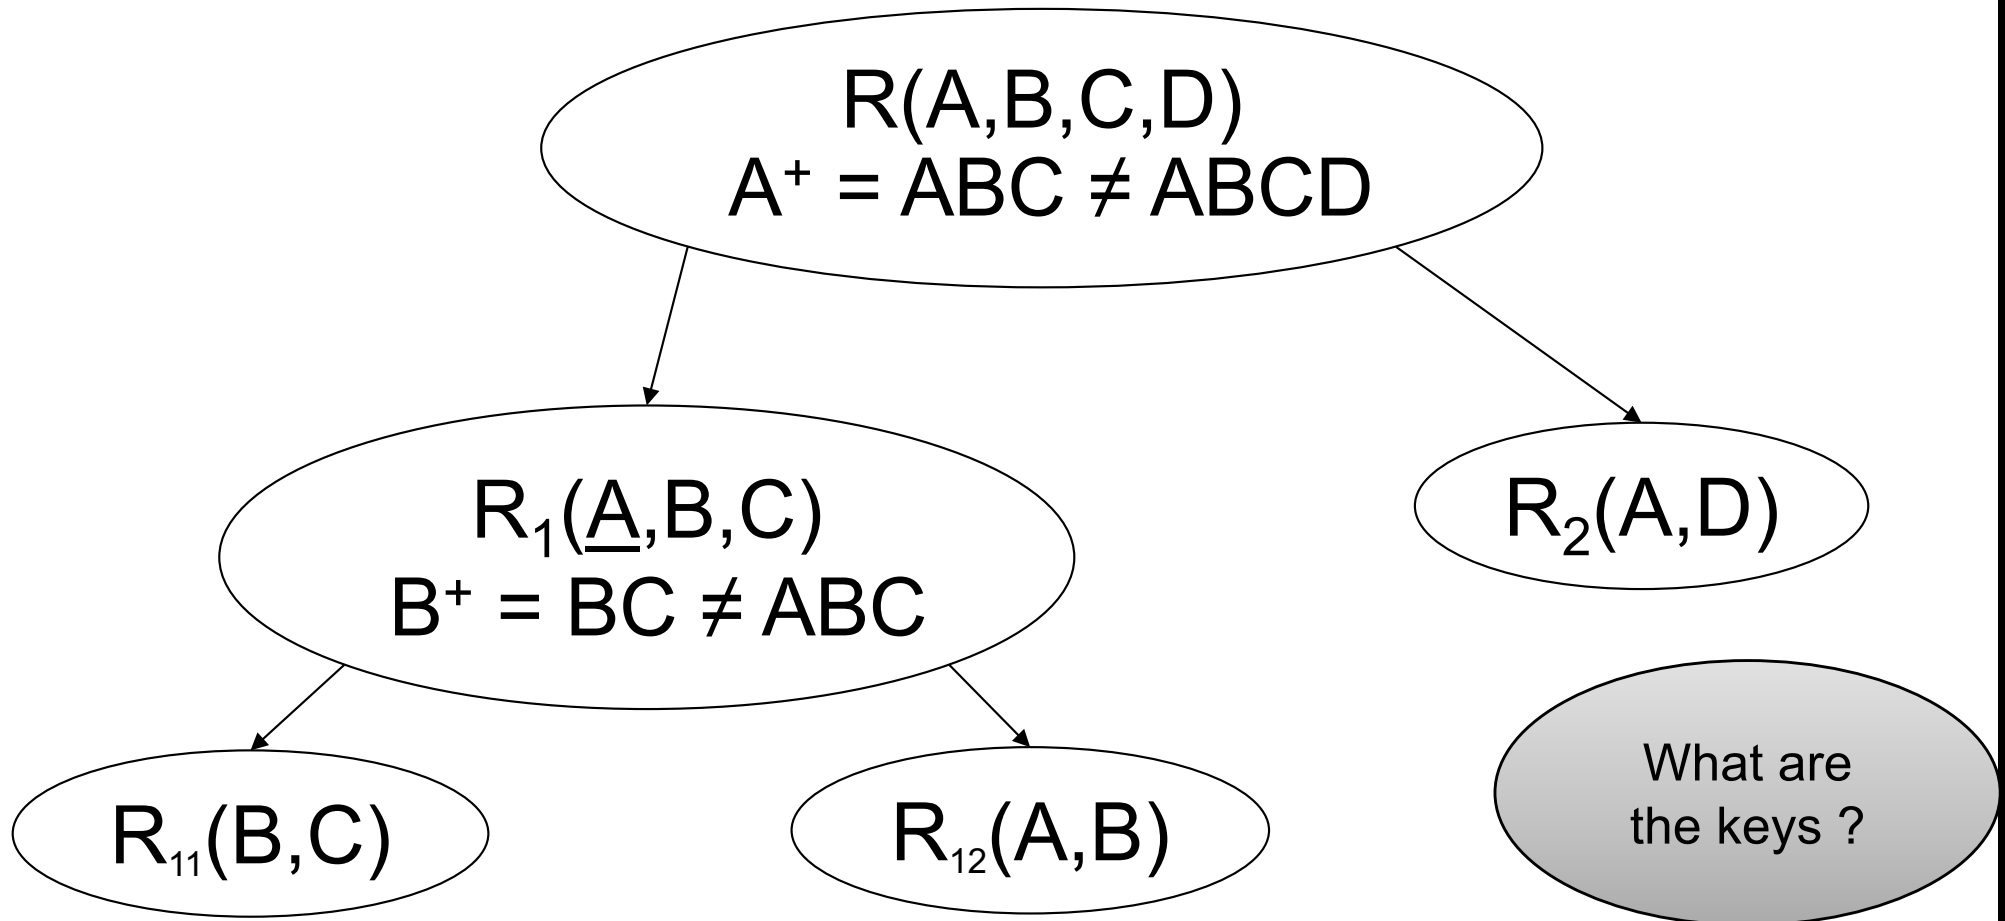 R(A,B,C,D)
A⁺ = ABC ≠ ABCD
R₁(A,B,C)
B⁺ = BC ≠ ABC
R₂(A,D)
R₁₁(B,C)
R₁₂(A,B)
What are
the keys ?